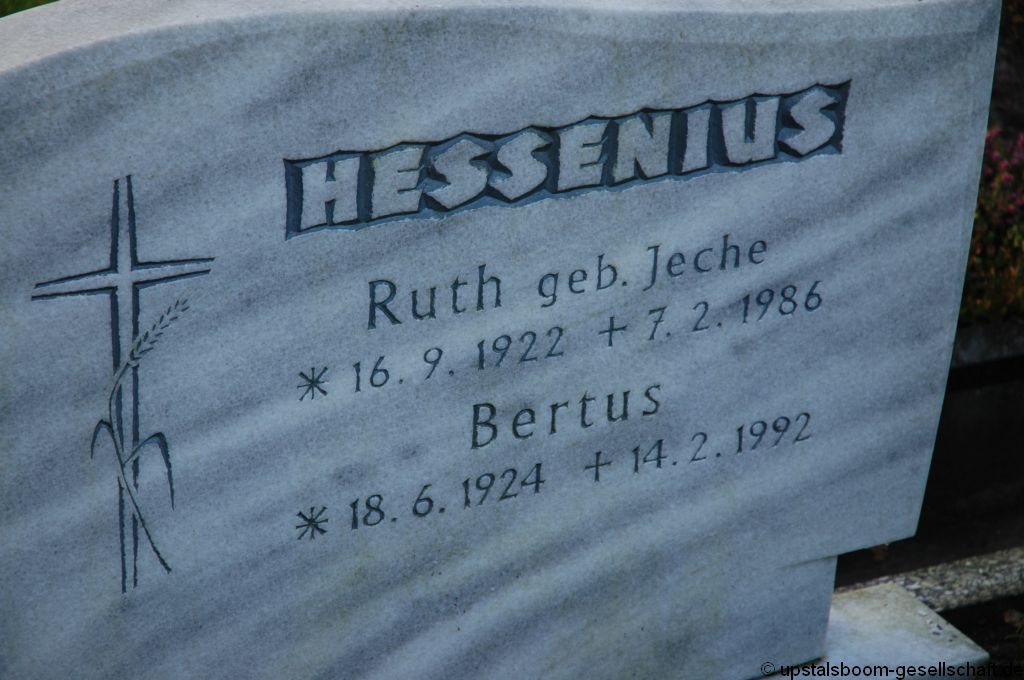 HESSENIUS
Ruth geb. Jeche
* 16. 9. 1922 + 7. 2. 1986
Bertus
* 18. 6. 1924 + 14. 2. 1992
© upstalsboom-gesellschaft.de